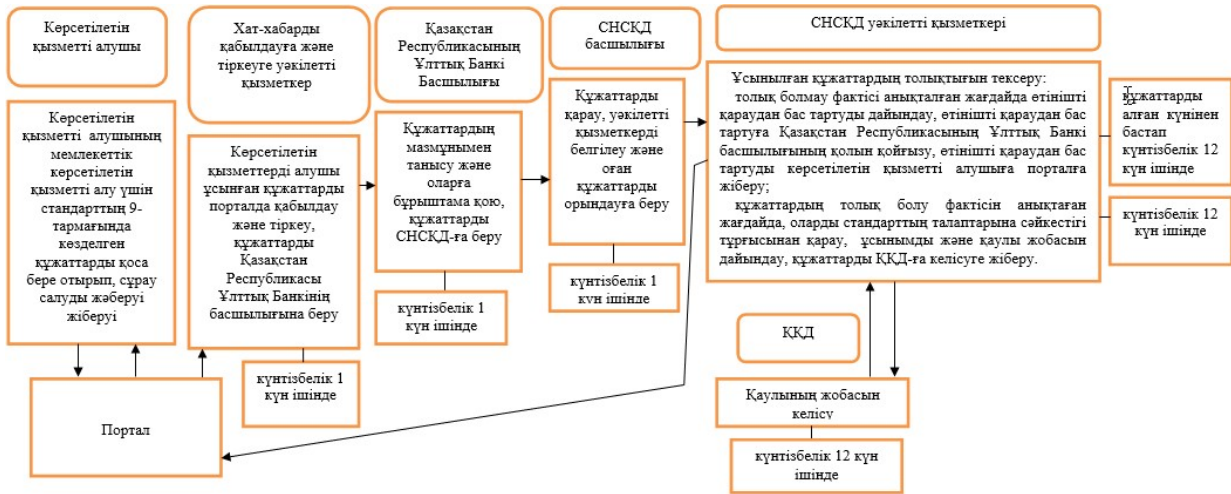 Көрсетілетін
қызметті алушы
Хат-хабарды
қабылдауға және
тіркеуге уәкілетті
қызметкер
Қазақстан
Республикасының
Ұлттық Банкі
Басшылығы
СНСҚД
басшылығы
СНСҚД уәкілетті қызметкері
Көрсетілетін
қызметті алушының
мемлекеттік
көрсетілетін
қызметті алу үшін
стандарттың 9-
тармағында
көзделген
құжаттарды қоса
бере отырып, сұрау
салуды жәберуі
жіберуі
Көрсетілетін
қызметтерді алушы
ұсынған құжаттарды
порталда қабылдау
және тіркеу,
құжаттарды
Қазақстан
Республикасы
Ұлттық Банкінің
басшылығына беру
Құжаттардың
мазмұнымен
танысу және
оларға
бұрыштама қою,
құжаттарды
СНСҚД-ға беру
Құжаттарды
қарау, уәкілетті
қызметкерді
белгілеу және
оған
құжаттарды
орындауға беру
Ұсынылған құжаттардың толықтығын тексеру:
толық болмау фактісі анықталған жағдайда өтінішті
қараудан бас тартуды дайындау, өтінішті қараудан бас
тартуға Қазақстан Республикасының Ұлттық Банкі
басшылығының қолын қойғызу, өтінішті қараудан бас
тартуды көрсетілетін қызметті алушыға порталға
жіберу;
құжаттардың толық болу фактісін анықтаған
жағдайда, оларды стандарттың талаптарына сәйкестігі
тұрғысынан қарау, ұсынымды және қаулы жобасын
дайындау, құжаттарды ҚҚД-ға келісуге жіберу.
құжаттарды
алған күнінен
бастап
күнтізбелік 12
күн ішінде
күнтізбелік 12
күн ішінде
күнтізбелік 1
күн ішінде
күнтізбелік 1
күн ішінде
күнтізбелік 1
күн ішінде
Портал
ҚҚД
Қаулының жобасын
келісу
күнтізбелік 12 күн
ішінде